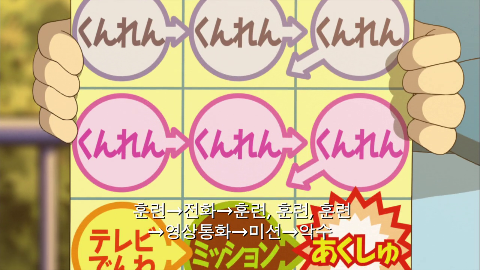 くんれん くんれん くんれん
くんれん くんれん くんれん
テレビ
でんわ
ミッション
あくしゅ
훈련→전화→훈련, 훈련, 훈련
→영상통화→미션→악수